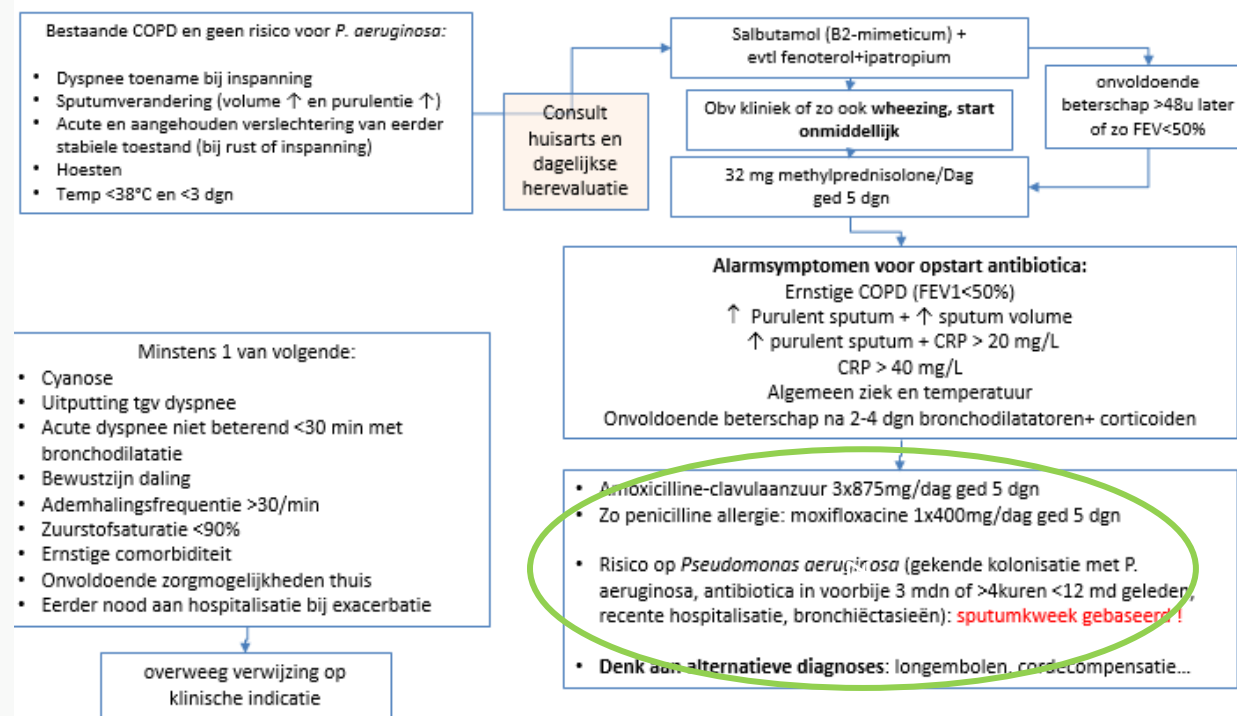 Bestaande COPD en geen risico voor P. aeruginosa:
• Dyspnee toename bij inspanning
• Sputumverandering (volume ↑ en purulentie ↑)
• Acute en aangehouden verslechtering van eerder
stabiele toestand (bij rust of inspanning)
• Hoesten
• Temp <38°C en <3 dgn
Consult
huisarts en
dagelijkse
herevaluatie
Salbutamol (B2-mimeticum) +
evtl fenoterol+ipatropium
onvoldoende
beterschap >48u later
of zo FEV<50%
Obv kliniek of zo ook wheezing, start
onmiddellijk
32 mg methylprednisolone/Dag
ged 5 dgn
Alarmsymptomen voor opstart antibiotica:
Ernstige COPD (FEV1<50%)
↑ Purulent sputum + ↑ sputum volume
↑ purulent sputum + CRP > 20 mg/L
CRP > 40 mg/L
Algemeen ziek en temperatuur
Onvoldoende beterschap na 2-4 dgn bronchodilatatoren+ corticoiden
Minstens 1 van volgende:
• Cyanose
• Uitputting tgv dyspnee
• Acute dyspnee niet beterend <30 min met
bronchodilatatie
• Bewustzijn daling
• Ademhalingsfrequentie >30/min
• Zuurstofsaturatie <90%
• Ernstige comorbiditeit
• Onvoldoende zorgmogelijkheden thuis
• Eerder nood aan hospitalisatie bij exacerbatie
overweeg verwijzing op
klinische indicatie
• Amoxicilline-clavulaanzuur 3x875mg/dag ged 5 dgn
• Zo penicilline allergie: moxifloxacine 1x400mg/dag ged 5 dgn
• Risico op Pseudomonas aeruginosa (gekende kolonisatie met P.
aeruginosa, antibiotica in voorbije 3 mdn of >4kuren <12 md geleden,
recente hospitalisatie, bronchiëctasieën): sputumkweek gebaseerd !
• Denk aan alternatieve diagnoses: longembolen, cordecompensatie...